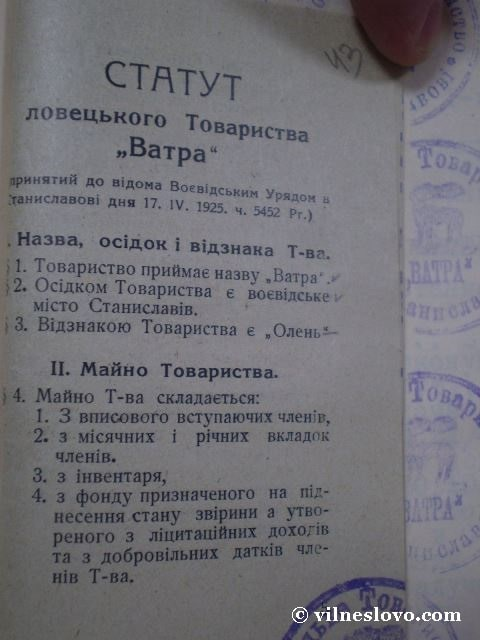 43
СТАТУТ
ловецького Товариства
„Ватра“
принятий до відома Воєвідським Урядом в
Станиславові дня 17. IV. 1925. ч. 5452 Pr.)
. Назва, осідок і відзнака Т-ва.
§ 1. Товариство приймає назву „Ватра“.
§ 2. Осідком Товариства є воєвідське
місто Станиславів.
§ 3. Відзнакою Товариства є „Олень“
II. Майно Товариства.
§ 4. Майно Т-ва складається:
1. З вписового вступаючих членів,
2. з місячних і річних вкладок
членів.
3. з інвентаря,
4. з фонду призначеного на під-
несення стану звірини а утво-
реного з ліцитаційних доходів
та з добровільних датків чле-
нів Т-ва.
Товар
ВАТРА“
анислав
Товари
ВАТРА“
анислав
Товари
© vilneslovo.com